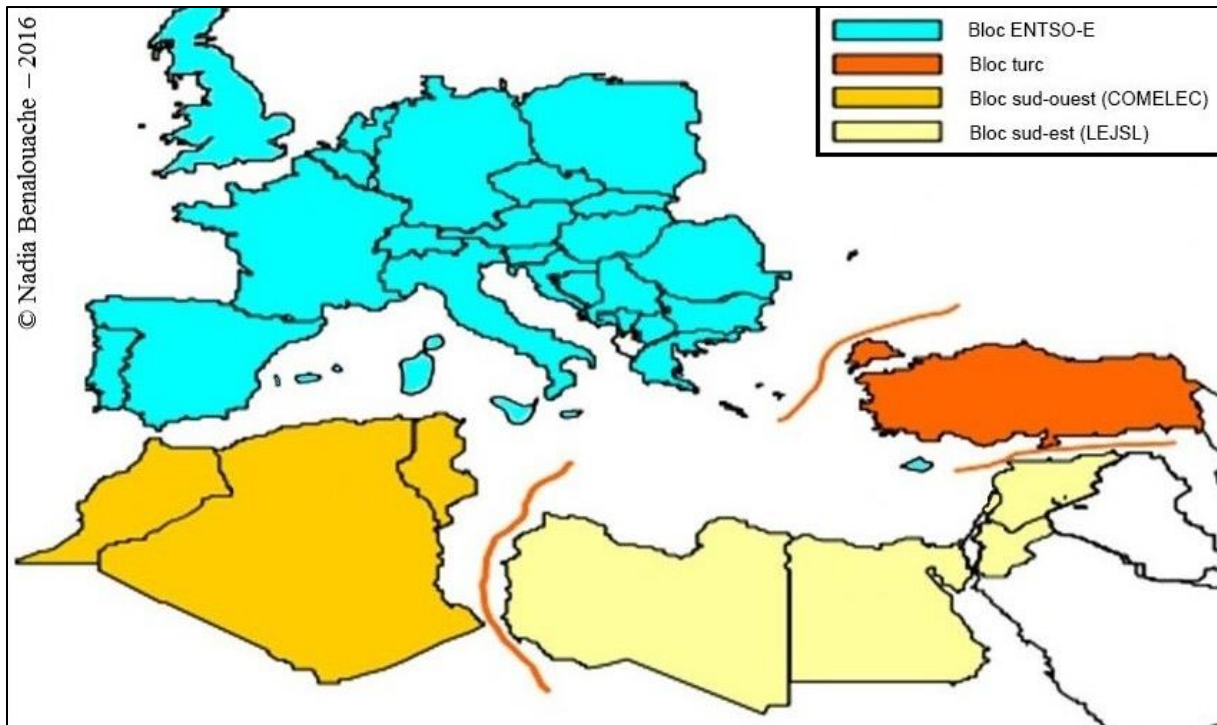 © Nadia Benalouache – 2016
Bloc ENTSO-E
Bloc turc
Bloc sud-ouest (COMELEC)
Bloc sud-est (LEJSL)